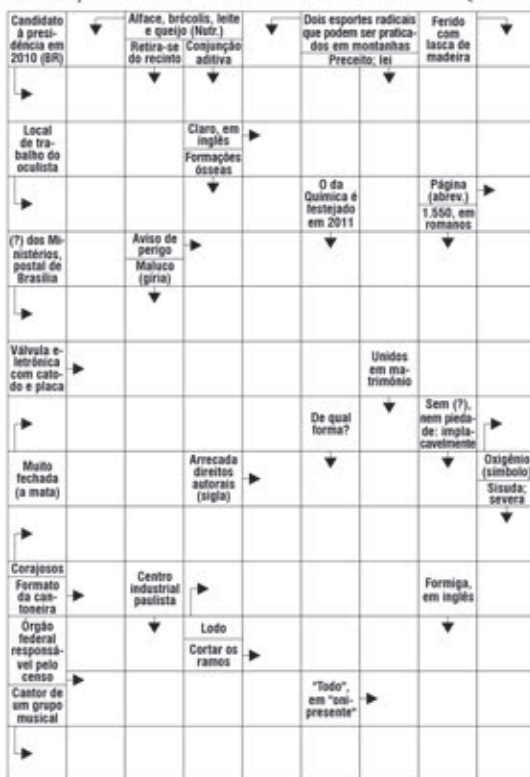 Candidato
à presi-
dência em
2010 (BR)
Alface, brócolis, leite
e queijo (Nutr.)
Retira-se
do recinto
Conjunção
aditiva
Dois esportes radicais
que podem ser pratica-
dos em montanhas
Preceito; lei
Ferido
com
lasca de
madeira
Local
de tra-
balho do
oculista
Claro, em
inglês
Formações
ósseas
O da
Química é
festejado
em 2011
Página
(abrev.)
1.550, em
romanos
(?) dos Mi-
nistérios,
postal de
Brasília
Aviso de
perigo
Maluco
(gíria)
Válvula e-
letrônica
com cato-
do e placa
Unidos
em ma-
trimônio
De qual
forma?
Sem (?),
nem pieda-
de: impla-
cavelmente
Muito
fechada
(a mata)
Arrecada
direitos
autorais
(sigla)
Oxigênio
(símbolo)
Sisuda;
severa
Corajosos
Formato
da can-
toneira
Centro
industrial
paulista
Formiga,
em inglês
Órgão
federal
responsá-
vel pelo
censo
Lodo
Cortar os
ramos
Cantor de
um grupo
musical
"Todo",
em "oni-
presente"